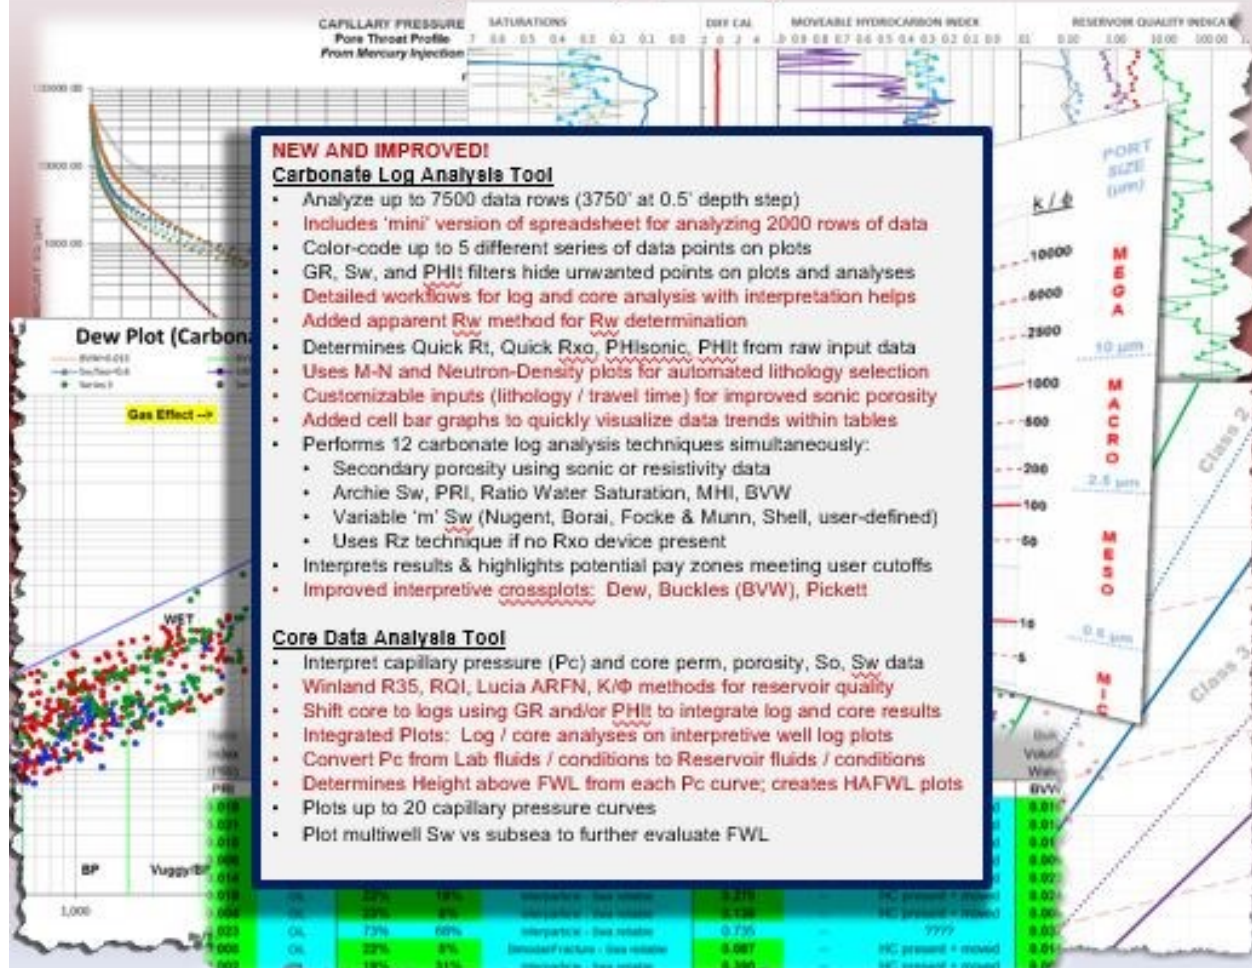 CAPILLARY PRESSURE
Pore Throat Profile
From Mercury Injection
SATURATIONS
DIFF CAL
MOVEABLE HYDROCARBON INDEX
RESERVOIR QUALITY INDICAT
NEW AND IMPROVED!
Carbonate Log Analysis Tool
• Analyze up to 7500 data rows (3750' at 0.5' depth step)
• Includes 'mini' version of spreadsheet for analyzing 2000 rows of data
• Color-code up to 5 different series of data points on plots
• GR, Sw, and PHIt filters hide unwanted points on plots and analyses
• Detailed workflows for log and core analysis with interpretation helps
• Added apparent Rw method for Rw determination
• Determines Quick Rt, Quick Rxo, PHIsonic, PHIt from raw input data
• Uses M-N and Neutron-Density plots for automated lithology selection
• Customizable inputs (lithology / travel time) for improved sonic porosity
• Added cell bar graphs to quickly visualize data trends within tables
• Performs 12 carbonate log analysis techniques simultaneously:
• Secondary porosity using sonic or resistivity data
• Archie Sw, PRI, Ratio Water Saturation, MHI, BVW
• Variable 'm' Sw (Nugent, Borai, Focke & Munn, Shell, user-defined)
• Uses Rz technique if no Rxo device present
• Interprets results & highlights potential pay zones meeting user cutoffs
• Improved interpretive crossplots: Dew, Buckles (BVW), Pickett
Core Data Analysis Tool
• Interpret capillary pressure (Pc) and core perm, porosity, So, Sw data
• Winland R35, RQI, Lucia ARFN, K/Φ methods for reservoir quality
• Shift core to logs using GR and/or PHIt to integrate log and core results
• Integrated Plots: Log / core analyses on interpretive well log plots
• Convert Pc from Lab fluids / conditions to Reservoir fluids / conditions
• Determines Height above FWL from each Pc curve; creates HAFWL plots
• Plots up to 20 capillary pressure curves
• Plot multiwell Sw vs subsea to further evaluate FWL
Dew Plot (Carbona
Gas Effect -->
WET
BP
Vuggy/BP
1,000
PORT
SIZE
(µm)
k / ϕ
10000
5000
2500
1000
500
200
100
50
10
5
MEGA
10 µm
MACRO
2.5 µm
MESO
0.5 µm
MIC
Class 2
Class 3